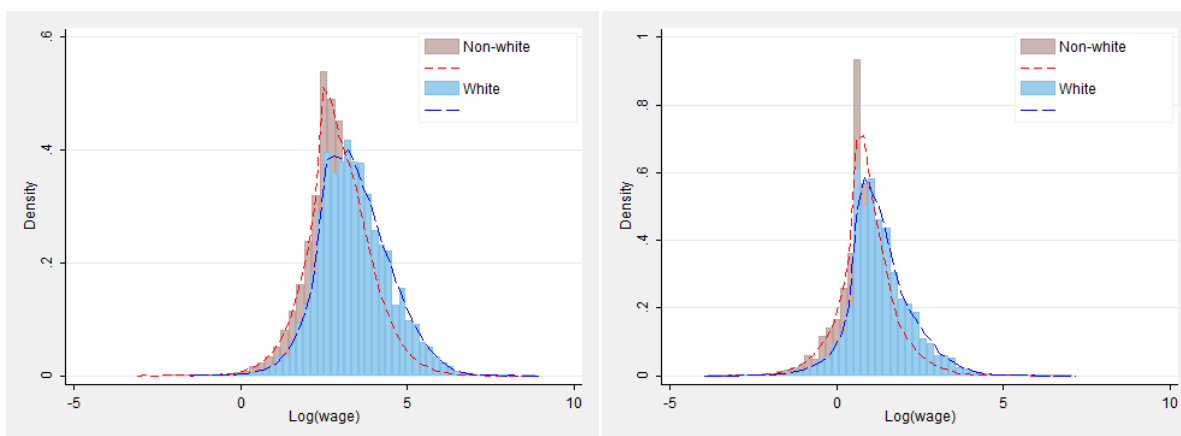 .6
.4
.2
0
Density
-5 0 5 10
Log(wage)
Non-white
White
1
.8
.6
.4
.2
0
Density
-5 0 5 10
Log(wage)
Non-white
White